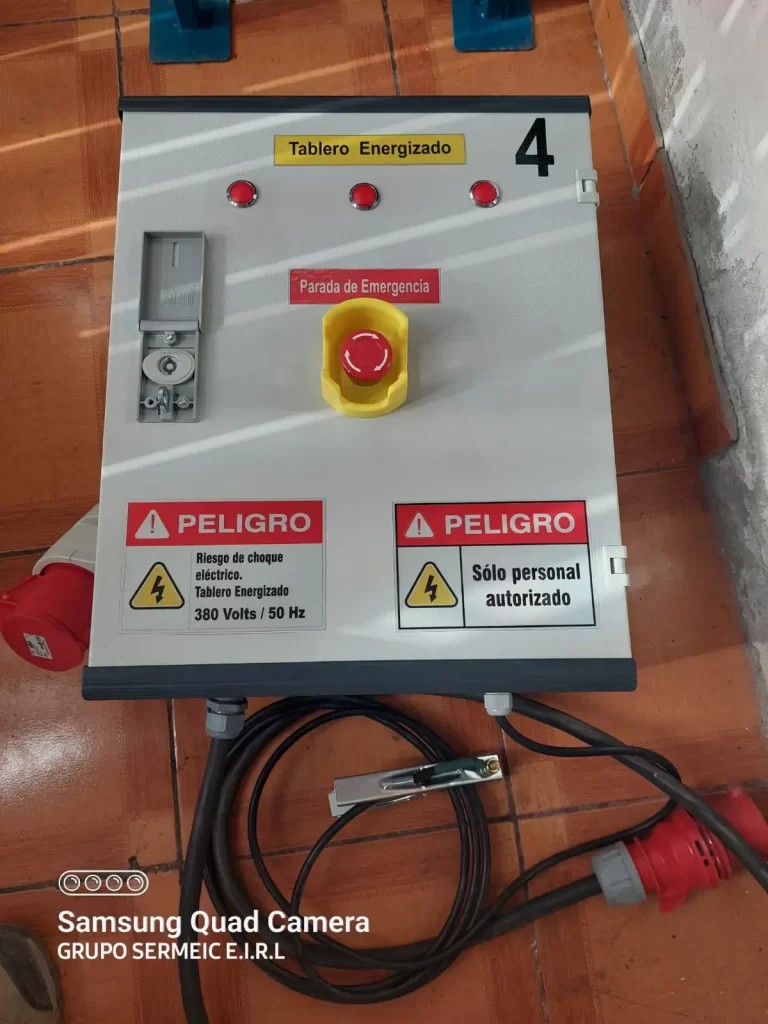 Tablero Energizado
4
Parada de Emergencia
PELIGRO
Riesgo de choque
eléctrico.
Tablero Energizado
380 Volts / 50 Hz
PELIGRO
Sólo personal
autorizado
Samsung Quad Camera
GRUPO SERMEIC E.I.R.L